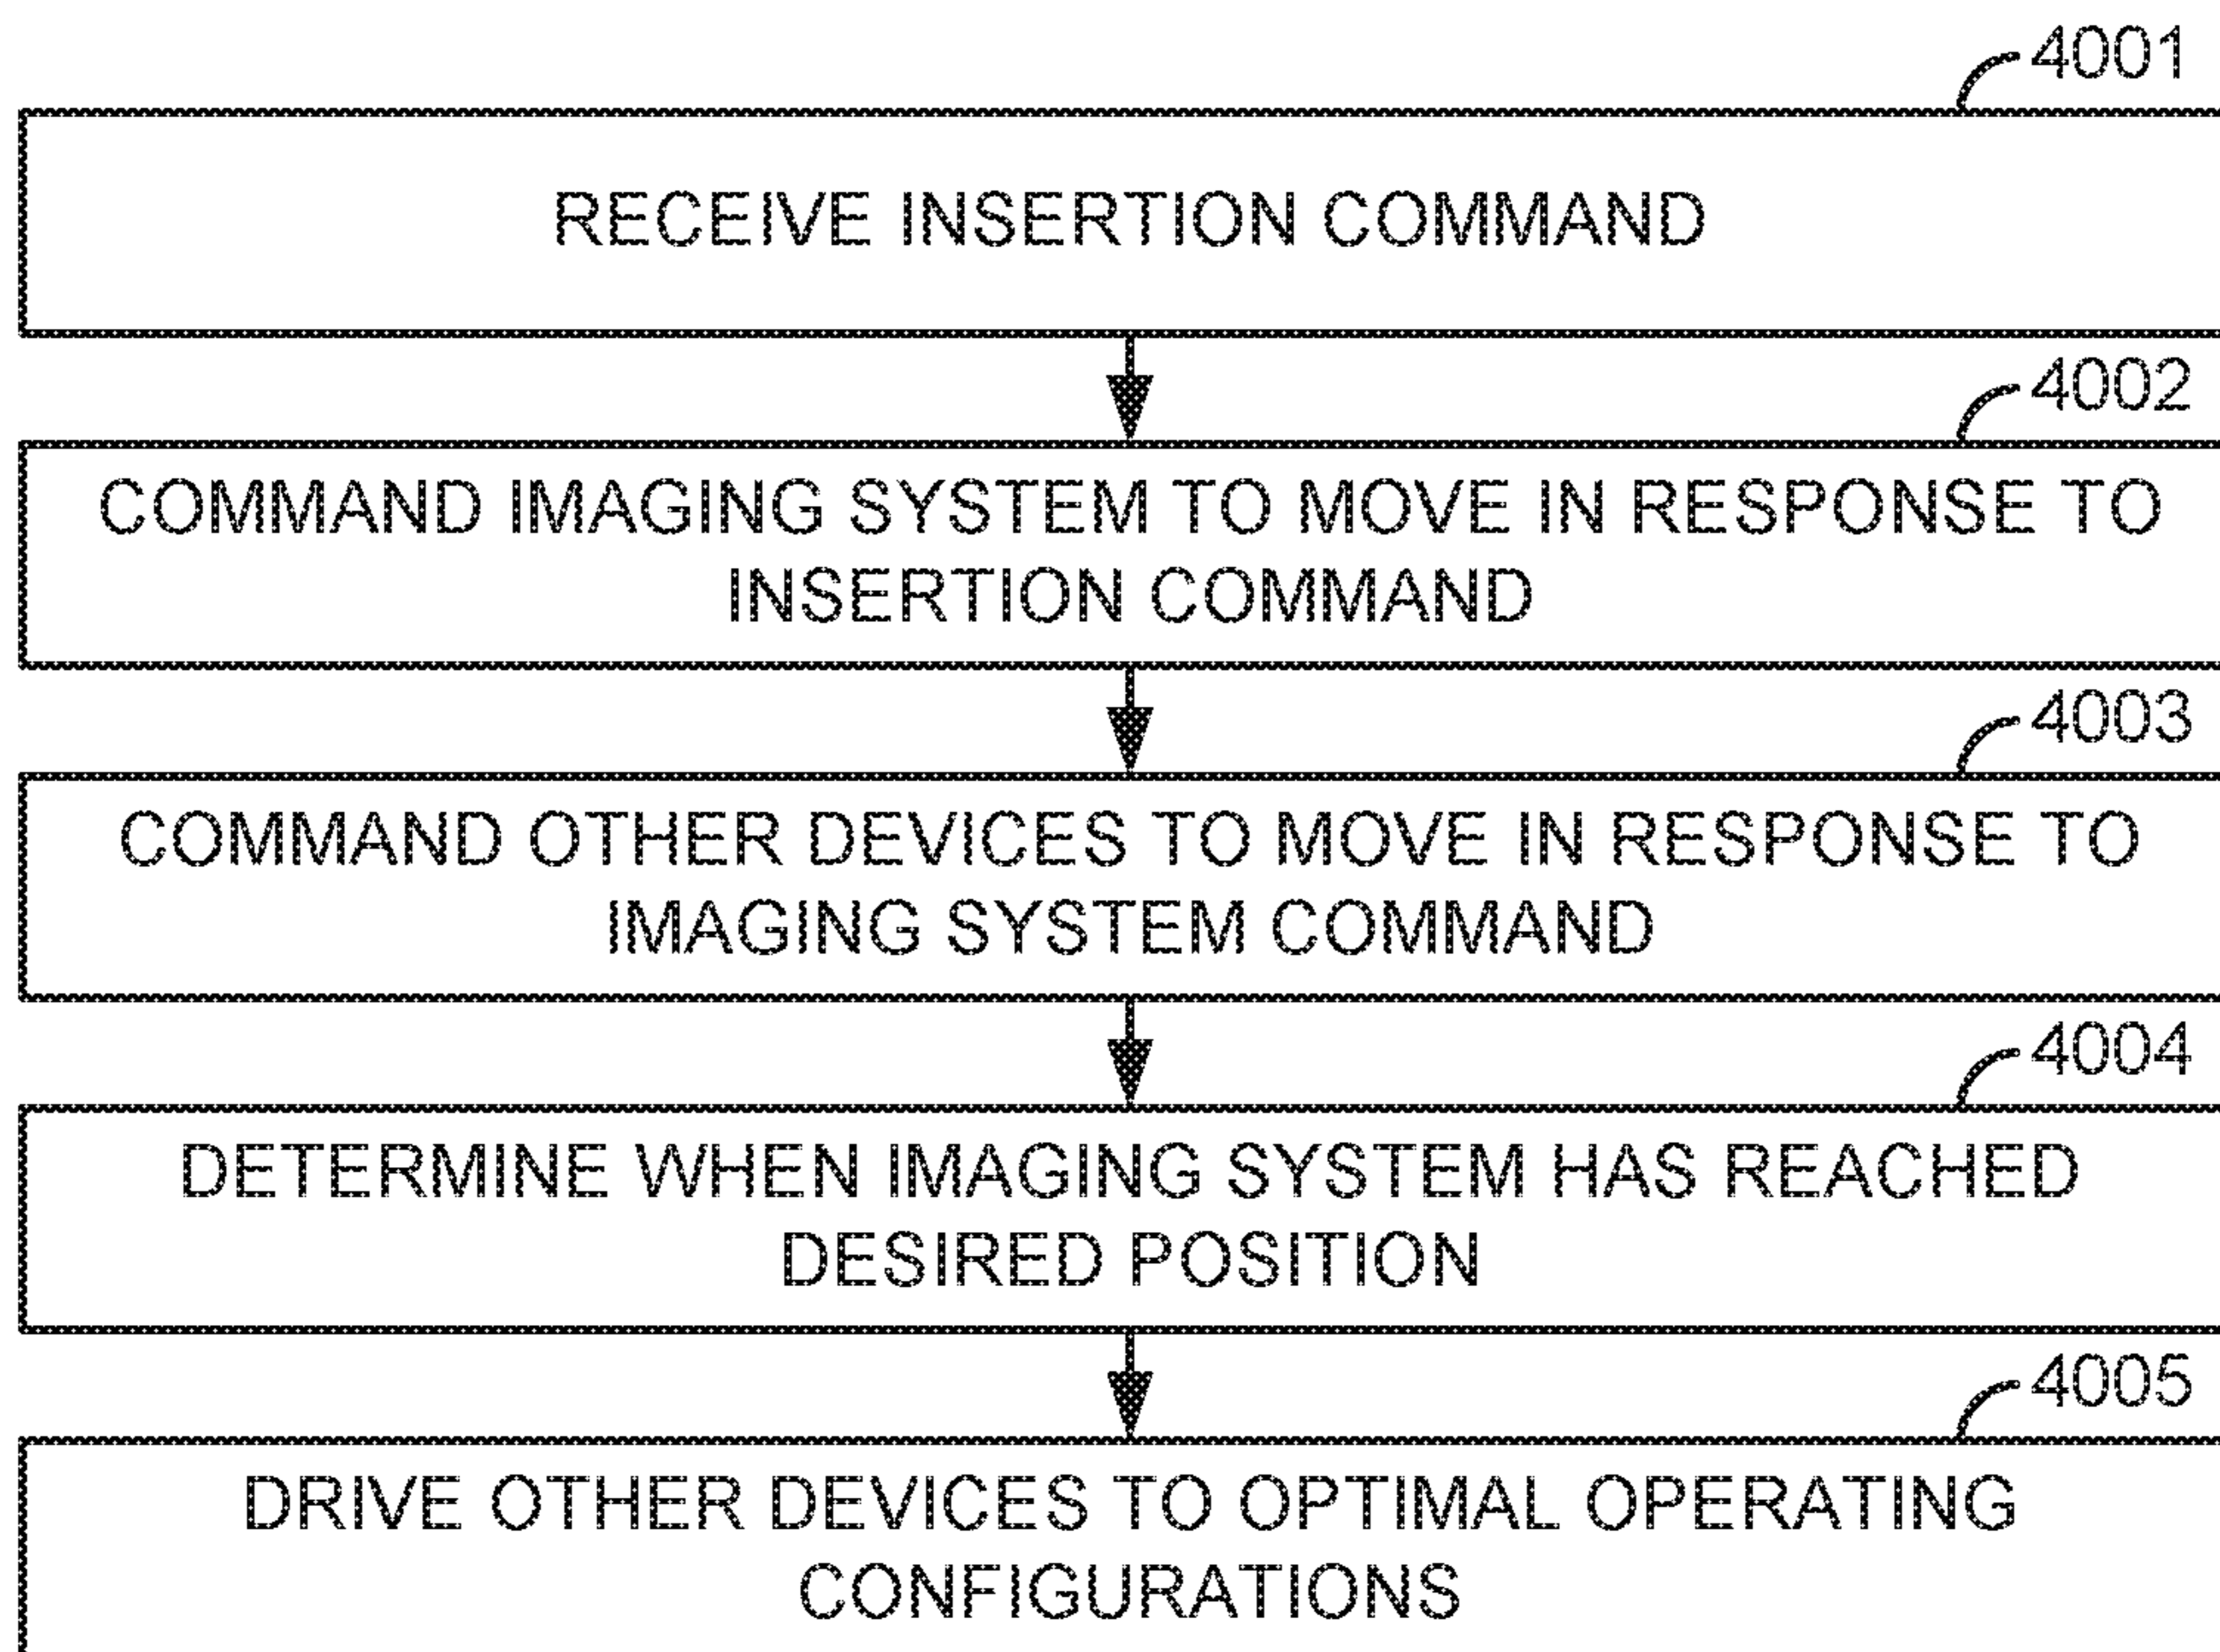 4001
RECEIVE INSERTION COMMAND
4002
COMMAND IMAGING SYSTEM TO MOVE IN RESPONSE TO
INSERTION COMMAND
4003
COMMAND OTHER DEVICES TO MOVE IN RESPONSE TO
IMAGING SYSTEM COMMAND
4004
DETERMINE WHEN IMAGING SYSTEM HAS REACHED
DESIRED POSITION
4005
DRIVE OTHER DEVICES TO OPTIMAL OPERATING
CONFIGURATIONS